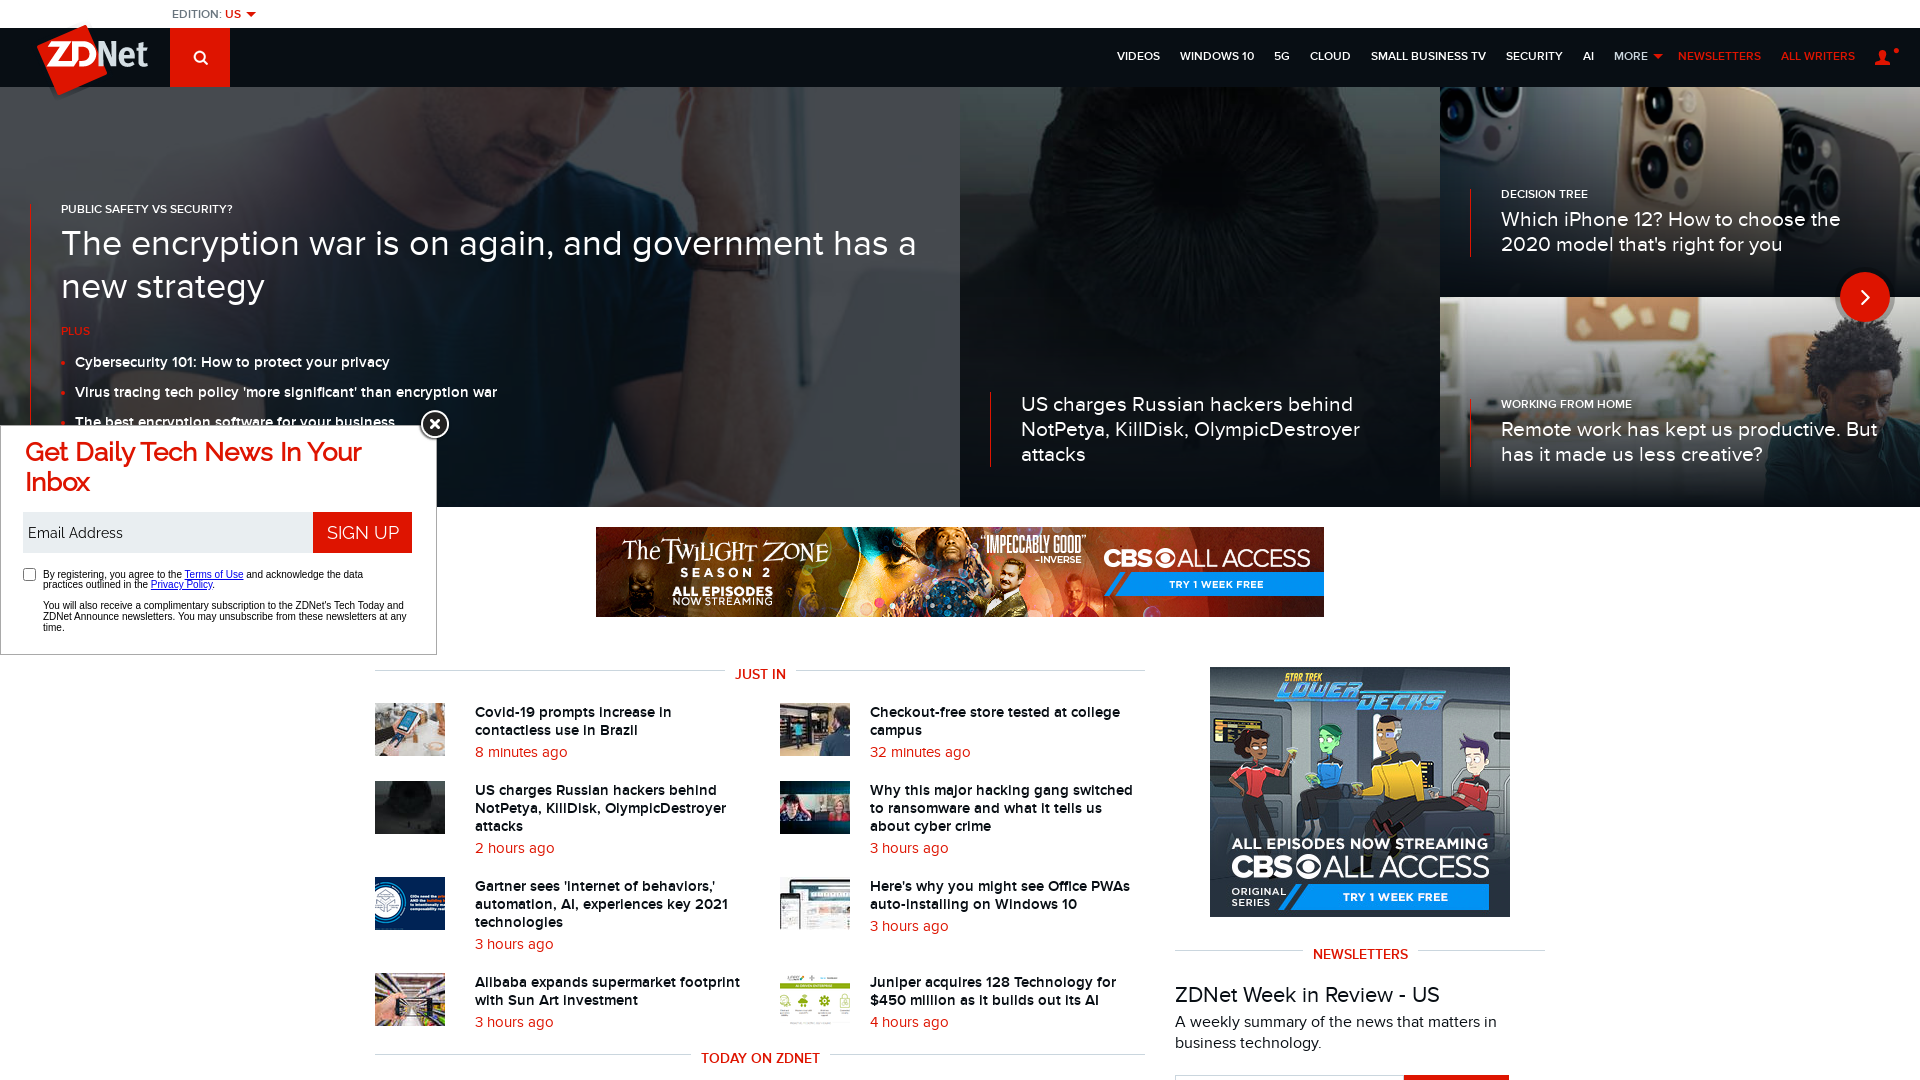 EDITION: US
ZDNet
VIDEOS
WINDOWS 10
5G
CLOUD
SMALL BUSINESS TV
SECURITY
AI
MORE
NEWSLETTERS
ALL WRITERS
PUBLIC SAFETY VS SECURITY?
The encryption war is on again, and government has a
new strategy
PLUS
Cybersecurity 101: How to protect your privacy
Virus tracing tech policy 'more significant' than encryption war
The best encryption software for your business
US charges Russian hackers behind
NotPetya, KillDisk, OlympicDestroyer
attacks
DECISION TREE
Which iPhone 12? How to choose the
2020 model that's right for you
WORKING FROM HOME
Remote work has kept us productive. But
has it made us less creative?
Get Daily Tech News In Your
Inbox
Email Address
SIGN UP
By registering, you agree to the Terms of Use and acknowledge the data
practices outlined in the Privacy Policy.
You will also receive a complimentary subscription to the ZDNet's Tech Today and
ZDNet Announce newsletters. You may unsubscribe from these newsletters at any
time.
The TWILIGHT ZONE
SEASON 2
ALL EPISODES
NOW STREAMING
"IMPECCABLY GOOD"
-INVERSE
CBS ALL ACCESS
TRY 1 WEEK FREE
JUST IN
Covid-19 prompts increase in
contactless use in Brazil
8 minutes ago
Checkout-free store tested at college
campus
32 minutes ago
US charges Russian hackers behind
NotPetya, KillDisk, OlympicDestroyer
attacks
2 hours ago
Why this major hacking gang switched
to ransomware and what it tells us
about cyber crime
3 hours ago
Gartner sees 'internet of behaviors,'
automation, AI, experiences key 2021
technologies
3 hours ago
Here's why you might see Office PWAs
auto-installing on Windows 10
3 hours ago
Alibaba expands supermarket footprint
with Sun Art investment
3 hours ago
Juniper acquires 128 Technology for
$450 million as it builds out its AI
4 hours ago
TODAY ON ZDNET
STAR TREK
LOWER DECKS
ALL EPISODES NOW STREAMING
CBS ALL ACCESS
ORIGINAL
SERIES
TRY 1 WEEK FREE
NEWSLETTERS
ZDNet Week in Review - US
A weekly summary of the news that matters in
business technology.